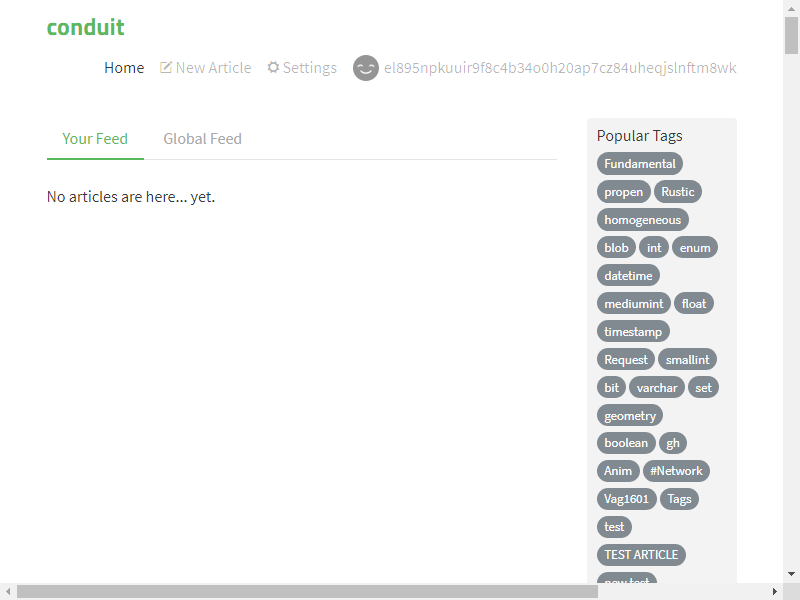 conduit
Home New Article Settings el895npkuuir9f8c4b34o0h20ap7cz84uheqjslnftm8wk
Your Feed Global Feed
No articles are here... yet.
Popular Tags
Fundamental
propen Rustic
homogeneous
blob int enum
datetime
mediumint float
timestamp
Request smallint
bit varchar set
geometry
boolean gh
Anim #Network
Vag1601 Tags
test
TEST ARTICLE
new test